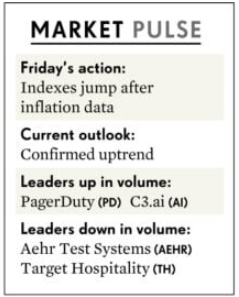 MARKET PULSE
Friday's action:
Indexes jump after
inflation data
Current outlook:
Confirmed uptrend
Leaders up in volume:
PagerDuty (PD) C3.ai (AI)
Leaders down in volume:
Aehr Test Systems (AEHR)
Target Hospitality (TH)